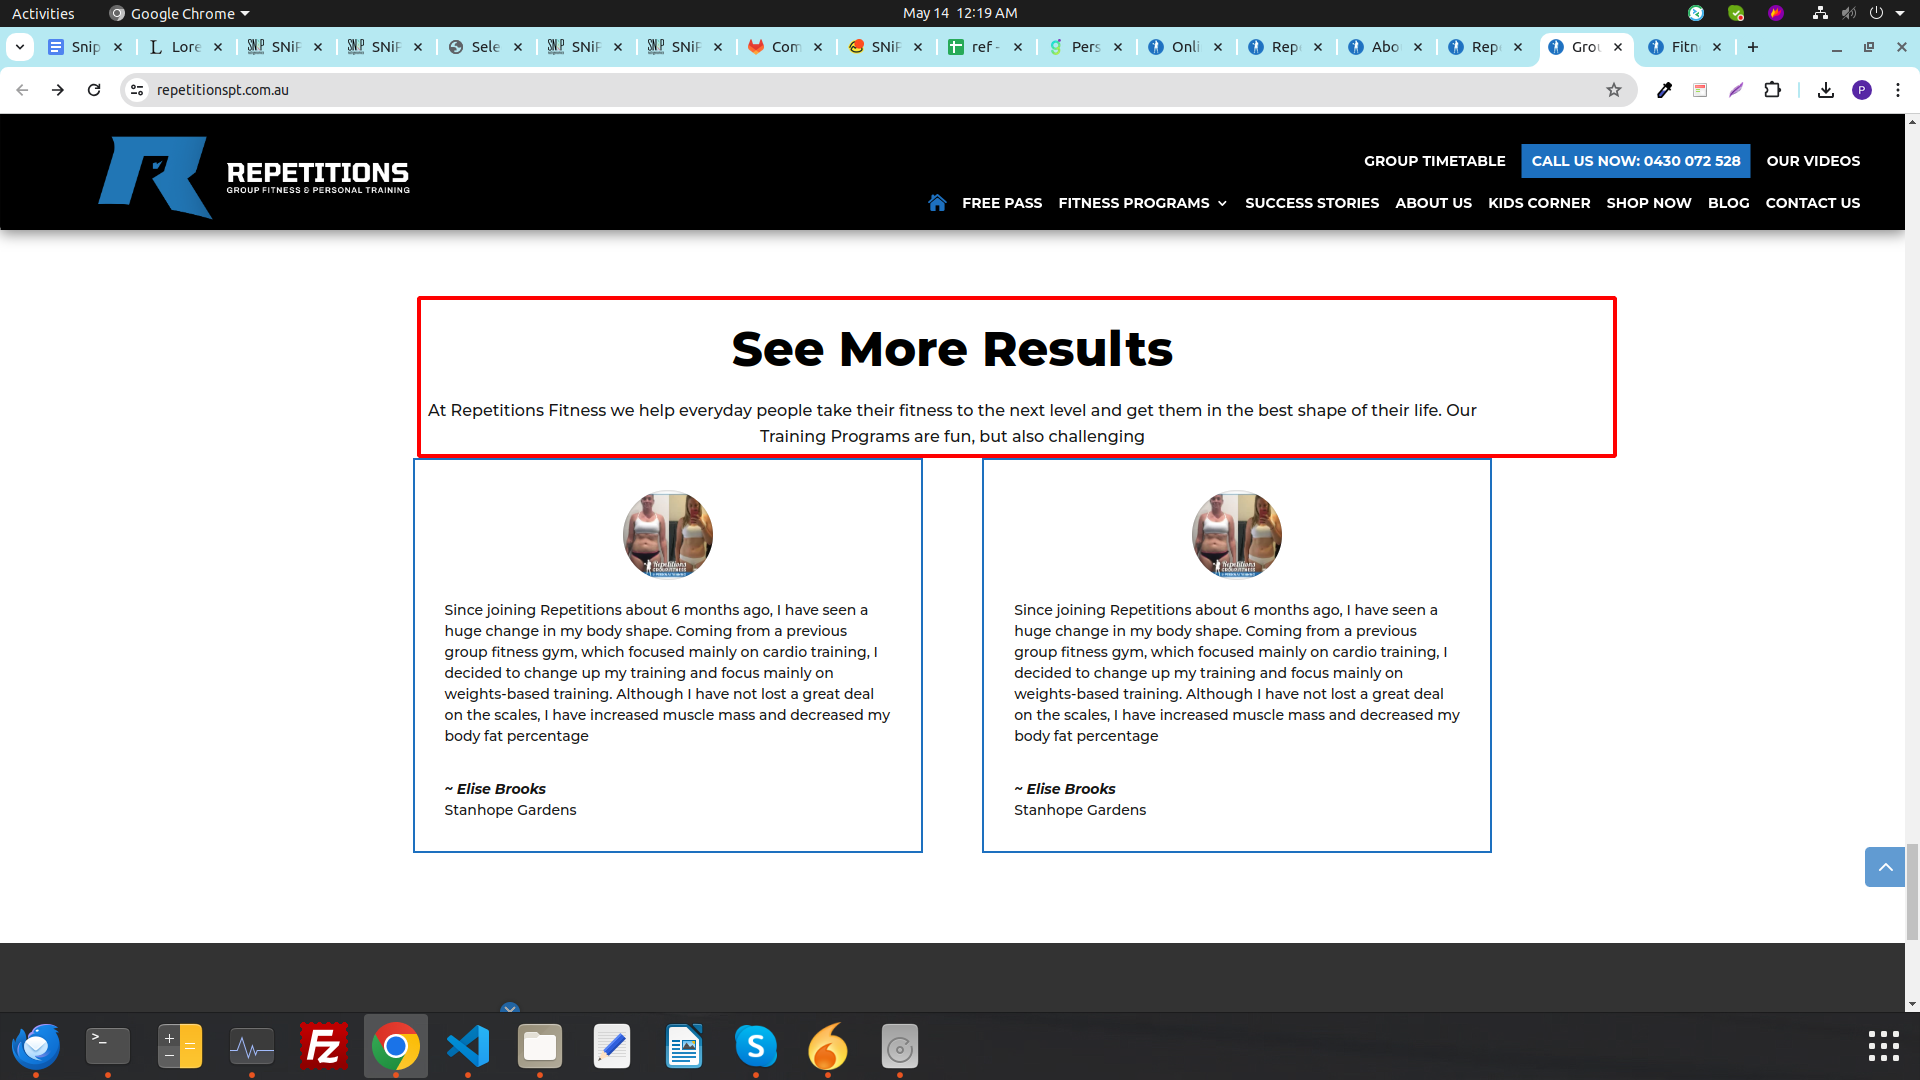 Activities
Google Chrome
May 14 12:19 AM
Snip
Lore
SNiP
SNiP
Sele
SNiP
SNiP
Com
SNiP
ref -
Pers
Onli
Rep
Abo
Rep
Grou
Fitn
repetitionspt.com.au
P
REPETITIONS
GROUP FITNESS & PERSONAL TRAINING
GROUP TIMETABLE
CALL US NOW: 0430 072 528
OUR VIDEOS
FREE PASS
FITNESS PROGRAMS
SUCCESS STORIES
ABOUT US
KIDS CORNER
SHOP NOW
BLOG
CONTACT US
See More Results
At Repetitions Fitness we help everyday people take their fitness to the next level and get them in the best shape of their life. Our
Training Programs are fun, but also challenging
Since joining Repetitions about 6 months ago, I have seen a
huge change in my body shape. Coming from a previous
group fitness gym, which focused mainly on cardio training, I
decided to change up my training and focus mainly on
weights-based training. Although I have not lost a great deal
on the scales, I have increased muscle mass and decreased my
body fat percentage
~ Elise Brooks
Stanhope Gardens
Since joining Repetitions about 6 months ago, I have seen a
huge change in my body shape. Coming from a previous
group fitness gym, which focused mainly on cardio training, I
decided to change up my training and focus mainly on
weights-based training. Although I have not lost a great deal
on the scales, I have increased muscle mass and decreased my
body fat percentage
~ Elise Brooks
Stanhope Gardens